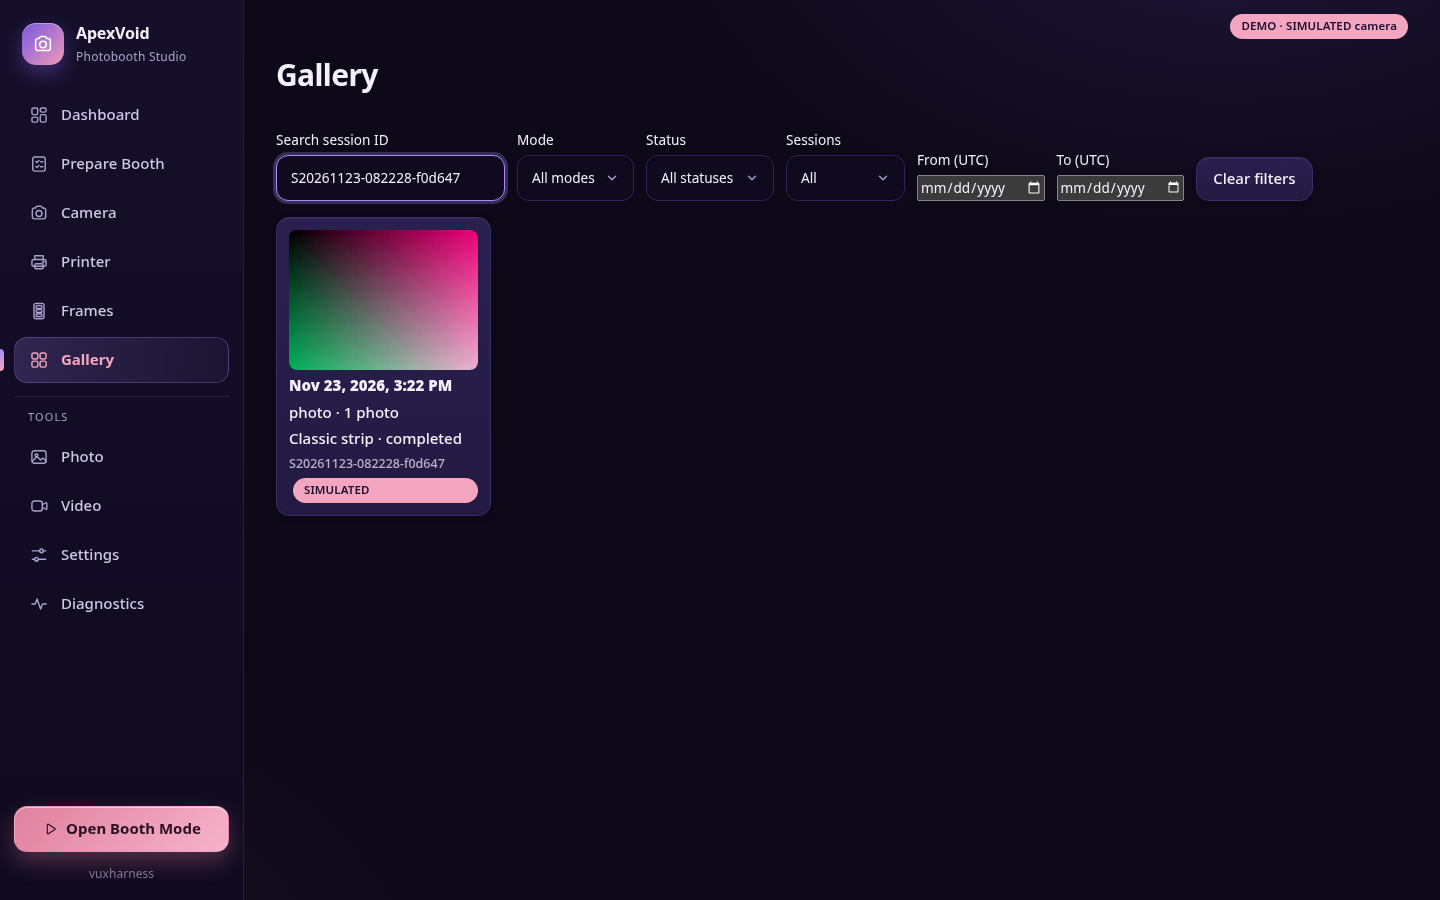 ApexVoid
Photobooth Studio
Dashboard
Prepare Booth
Camera
Printer
Frames
Gallery
TOOLS
Photo
Video
Settings
Diagnostics
Open Booth Mode
vuxharness
DEMO · SIMULATED camera
Gallery
Search session ID
S20261123-082228-f0d647
Mode
All modes
Status
All statuses
Sessions
All
From (UTC)
mm/dd/yyyy
To (UTC)
mm/dd/yyyy
Clear filters
Nov 23, 2026, 3:22 PM
photo · 1 photo
Classic strip · completed
S20261123-082228-f0d647
SIMULATED